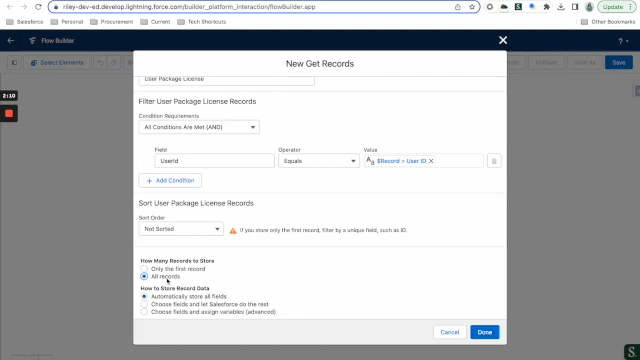 riley-dev-ed.develop.lightning.force.com/builder_platform_interaction/flowBuilder.app
Update
Salesforce
Personal
Procurement
Current
Tech Shortcuts
Other Bookmarks
Flow Builder
?
Select Elements
Save
New Get Records
User Package License
Filter User Package License Records
Condition Requirements
All Conditions Are Met (AND)
Field
Operator
Value
UserId
Equals
Aa $Record > User ID ×
+ Add Condition
Sort User Package License Records
Sort Order
Not Sorted
If you store only the first record, filter by a unique field, such as ID.
How Many Records to Store
Only the first record
All records
How to Store Record Data
Automatically store all fields
Choose fields and let Salesforce do the rest
Choose fields and assign variables (advanced)
Cancel
Done
2:10
S